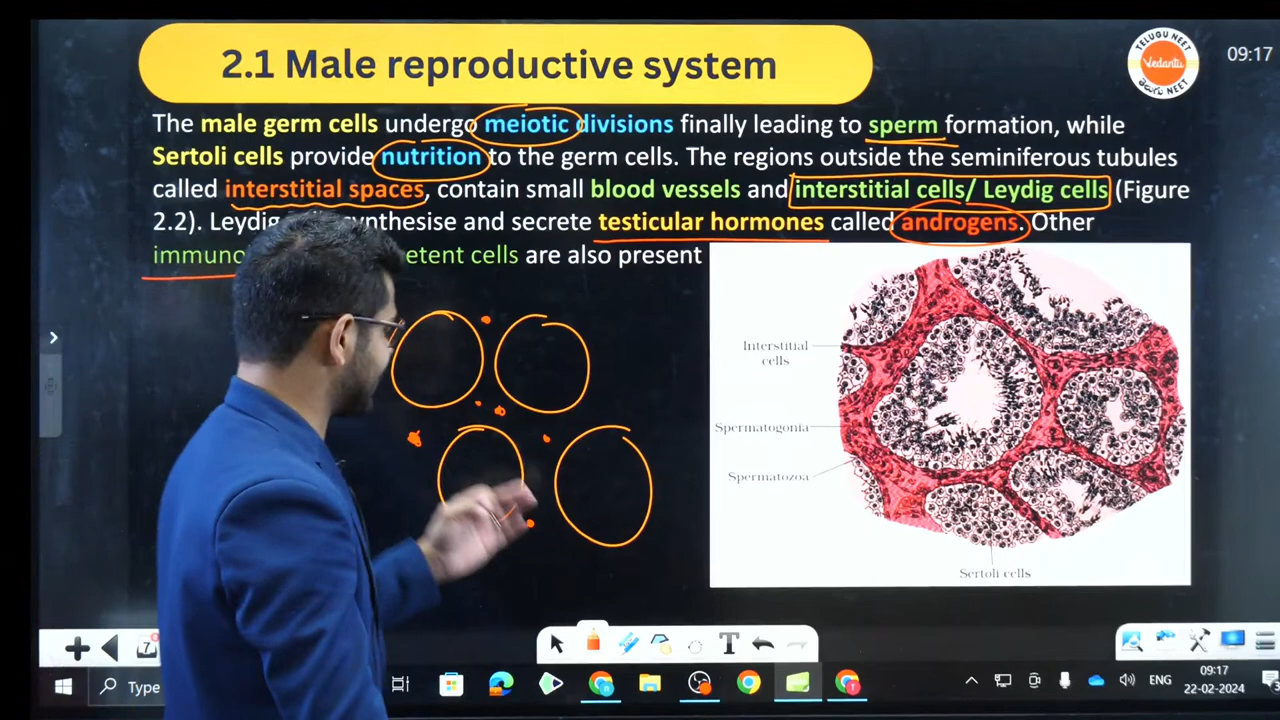 2.1 Male reproductive system
TELUGU NEET
Vedantu
తెలుగు NEET
09:17
The male germ cells undergo meiotic divisions finally leading to sperm formation, while
Sertoli cells provide nutrition to the germ cells. The regions outside the seminiferous tubules
called interstitial spaces, contain small blood vessels and interstitial cells/ Leydig cells (Figure
2.2). Leydig synthesise and secrete testicular hormones called androgens. Other
etent cells are also present
Interstitial
cells
Spermatogonia
Spermatozoa
Sertoli cells
7
T
Type
ENG
09:17
22-02-2024